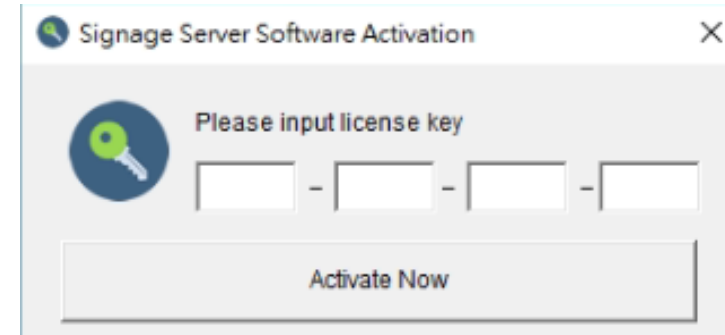 Signage Server Software Activation
Please input license key
- - -
Activate Now